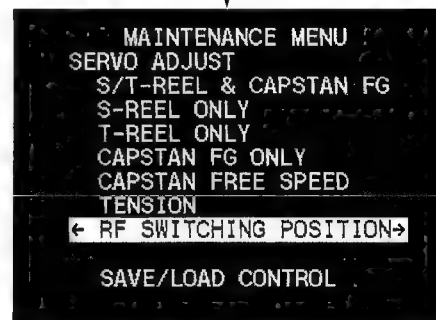 MAINTENANCE MENU
SERVO ADJUST
S/T-REEL & CAPSTAN FG
S-REEL ONLY
T-REEL ONLY
CAPSTAN FG ONLY
CAPSTAN FREE SPEED
TENSION
← RF SWITCHING POSITION→
SAVE/LOAD CONTROL